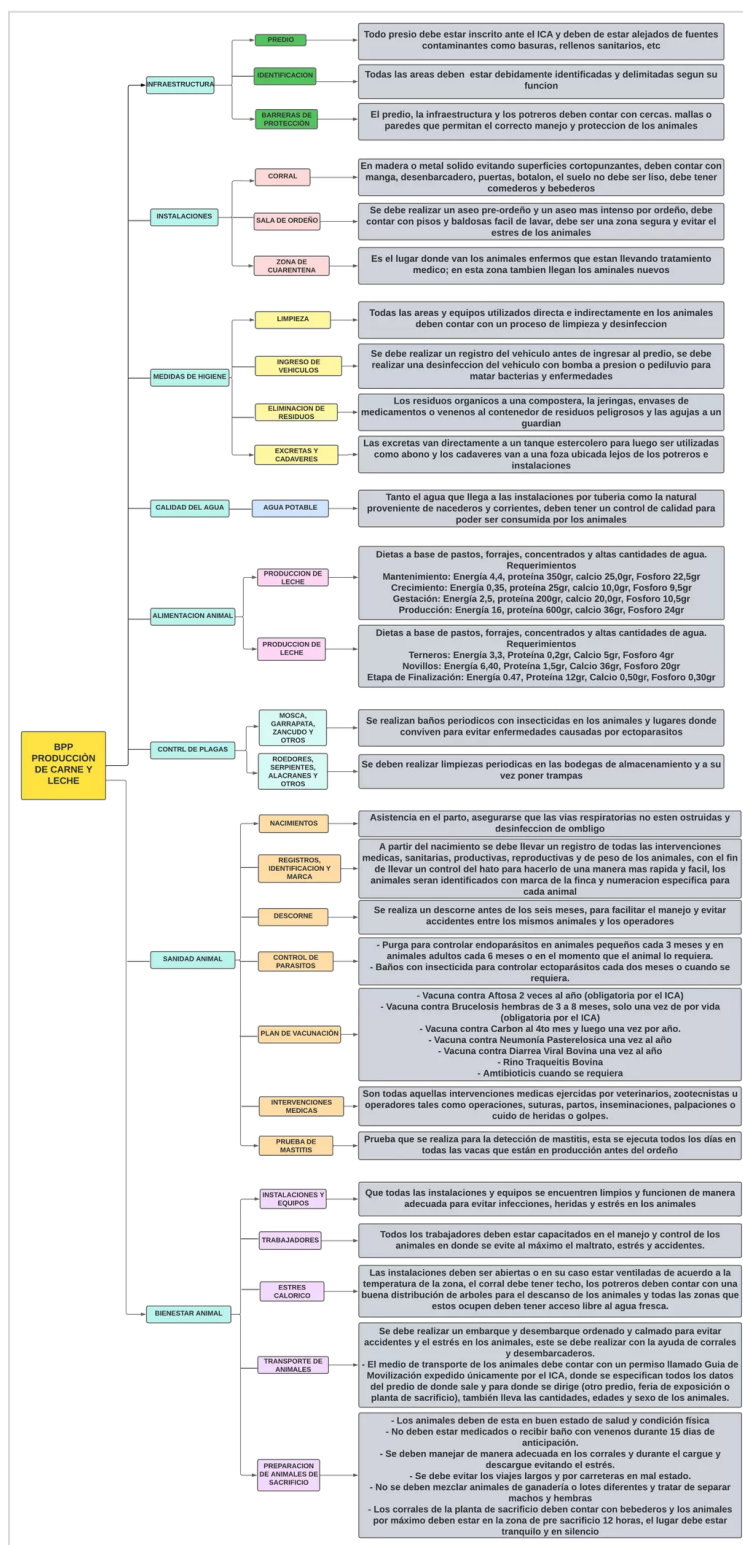 BPP
PRODUCCIÓN
DE CARNE Y
LECHE
INFRAESTRUCTURA
PREDIO
Todo presio debe estar inscrito ante el ICA y deben de estar alejados de fuentes
contaminantes como basuras, rellenos sanitarios, etc
IDENTIFICACION
Todas las areas deben estar debidamente identificadas y delimitadas segun su
funcion
BARRERAS DE
PROTECCIÓN
El predio, la infraestructura y los potreros deben contar con cercas. mallas o
paredes que permitan el correcto manejo y proteccion de los animales
INSTALACIONES
CORRAL
En madera o metal solido evitando superficies cortopunzantes, deben contar con
manga, desenbarcadero, puertas, botalon, el suelo no debe ser liso, debe tener
comederos y bebederos
SALA DE ORDEÑO
Se debe realizar un aseo pre-ordeño y un aseo mas intenso por ordeño, debe
contar con pisos y baldosas facil de lavar, debe ser una zona segura y evitar el
estres de los animales
ZONA DE
CUARENTENA
Es el lugar donde van los animales enfermos que estan llevando tratamiento
medico; en esta zona tambien llegan los aminales nuevos
MEDIDAS DE HIGIENE
LIMPIEZA
Todas las areas y equipos utilizados directa e indirectamente en los animales
deben contar con un proceso de limpieza y desinfeccion
INGRESO DE
VEHICULOS
Se debe realizar un registro del vehiculo antes de ingresar al predio, se debe
realizar una desinfeccion del vehiculo con bomba a presion o pediluvio para
matar bacterias y enfermedades
ELIMINACION DE
RESIDUOS
Los residuos organicos a una compostera, la jeringas, envases de
medicamentos o venenos al contenedor de residuos peligrosos y las agujas a un
guardian
EXCRETAS Y
CADAVERES
Las excretas van directamente a un tanque estercolero para luego ser utilizadas
como abono y los cadaveres van a una foza ubicada lejos de los potreros e
instalaciones
CALIDAD DEL AGUA
AGUA POTABLE
Tanto el agua que llega a las instalaciones por tuberia como la natural
proveniente de nacederos y corrientes, deben tener un control de calidad para
poder ser consumida por los animales
ALIMENTACION ANIMAL
PRODUCCION DE
LECHE
Dietas a base de pastos, forrajes, concentrados y altas cantidades de agua.
Requerimientos
Mantenimiento: Energía 4,4, proteína 350gr, calcio 25,0gr, Fosforo 22,5gr
Crecimiento: Energía 0,35, proteína 25gr, calcio 10,0gr, Fosforo 9,5gr
Gestación: Energía 2,5, proteína 200gr, calcio 20,0gr, Fosforo 10,5gr
Producción: Energía 16, proteína 600gr, calcio 36gr, Fosforo 24gr
PRODUCCION DE
LECHE
Dietas a base de pastos, forrajes, concentrados y altas cantidades de agua.
Requerimientos
Terneros: Energía 3,3, Proteína 0,2gr, Calcio 5gr, Fosforo 4gr
Novillos: Energía 6,40, Proteína 1,5gr, Calcio 36gr, Fosforo 20gr
Etapa de Finalización: Energía 0.47, Proteína 12gr, Calcio 0,50gr, Fosforo 0,30gr
CONTRL DE PLAGAS
MOSCA,
GARRAPATA,
ZANCUDO Y
OTROS
Se realizan baños periodicos con insecticidas en los animales y lugares donde
conviven para evitar enfermedades causadas por ectoparasitos
ROEDORES,
SERPIENTES,
ALACRANES Y
OTROS
Se deben realizar limpiezas periodicas en las bodegas de almacenamiento y a su
vez poner trampas
SANIDAD ANIMAL
NACIMIENTOS
Asistencia en el parto, asegurarse que las vias respiratorias no esten ostruidas y
desinfeccion de ombligo
REGISTROS,
IDENTIFICACION Y
MARCA
A partir del nacimiento se debe llevar un registro de todas las intervenciones
medicas, sanitarias, productivas, reproductivas y de peso de los animales, con el fin
de llevar un control del hato para hacerlo de una manera mas rapida y facil, los
animales seran identificados con marca de la finca y numeracion especifica para
cada animal
DESCORNE
Se realiza un descorne antes de los seis meses, para facilitar el manejo y evitar
accidentes entre los mismos animales y los operadores
CONTROL DE
PARASITOS
- Purga para controlar endoparásitos en animales pequeños cada 3 meses y en
animales adultos cada 6 meses o en el momento que el animal lo requiera.
- Baños con insecticida para controlar ectoparásitos cada dos meses o cuando se
requiera.
PLAN DE VACUNACIÓN
- Vacuna contra Aftosa 2 veces al año (obligatoria por el ICA)
- Vacuna contra Brucelosis hembras de 3 a 8 meses, solo una vez de por vida
(obligatoria por el ICA)
- Vacuna contra Carbon al 4to mes y luego una vez por año.
- Vacuna contra Neumonía Pasterelosica una vez al año
- Vacuna contra Diarrea Viral Bovina una vez al año
- Rino Traqueitis Bovina
- Amtibioticis cuando se requiera
INTERVENCIONES
MEDICAS
Son todas aquellas intervenciones medicas ejercidas por veterinarios, zootecnistas u
operadores tales como operaciones, suturas, partos, inseminaciones, palpaciones o
cuido de heridas o golpes.
PRUEBA DE
MASTITIS
Prueba que se realiza para la detección de mastitis, esta se ejecuta todos los días en
todas las vacas que están en producción antes del ordeño
BIENESTAR ANIMAL
INSTALACIONES Y
EQUIPOS
Que todas las instalaciones y equipos se encuentren limpios y funcionen de manera
adecuada para evitar infecciones, heridas y estrés en los animales
TRABAJADORES
Todos los trabajadores deben estar capacitados en el manejo y control de los
animales en donde se evite al máximo el maltrato, estrés y accidentes.
ESTRES
CALORICO
Las instalaciones deben ser abiertas o en su caso estar ventiladas de acuerdo a la
temperatura de la zona, el corral debe tener techo, los potreros deben contar con una
buena distribución de arboles para el descanso de los animales y todas las zonas que
estos ocupen deben tener acceso libre al agua fresca.
TRANSPORTE DE
ANIMALES
Se debe realizar un embarque y desembarque ordenado y calmado para evitar
accidentes y el estrés en los animales, este se debe realizar con la ayuda de corrales
y desembarcaderos.
- El medio de transporte de los animales debe contar con un permiso llamado Guia de
Movilización expedido únicamente por el ICA, donde se especifican todos los datos
del predio de donde sale y para donde se dirige (otro predio, feria de exposición o
planta de sacrificio), también lleva las cantidades, edades y sexo de los animales.
PREPARACION
DE ANIMALES DE
SACRIFICIO
- Los animales deben de esta en buen estado de salud y condición física
- No deben estar medicados o recibir baño con venenos durante 15 dias de
anticipación.
- Se deben manejar de manera adecuada en los corrales y durante el cargue y
descargue evitando el estrés.
- Se debe evitar los viajes largos y por carreteras en mal estado.
- No se deben mezclar animales de ganadería o lotes diferentes y tratar de separar
machos y hembras
- Los corrales de la planta de sacrificio deben contar con bebederos y los animales
por máximo deben estar en la zona de pre sacrificio 12 horas, el lugar debe estar
tranquilo y en silencio